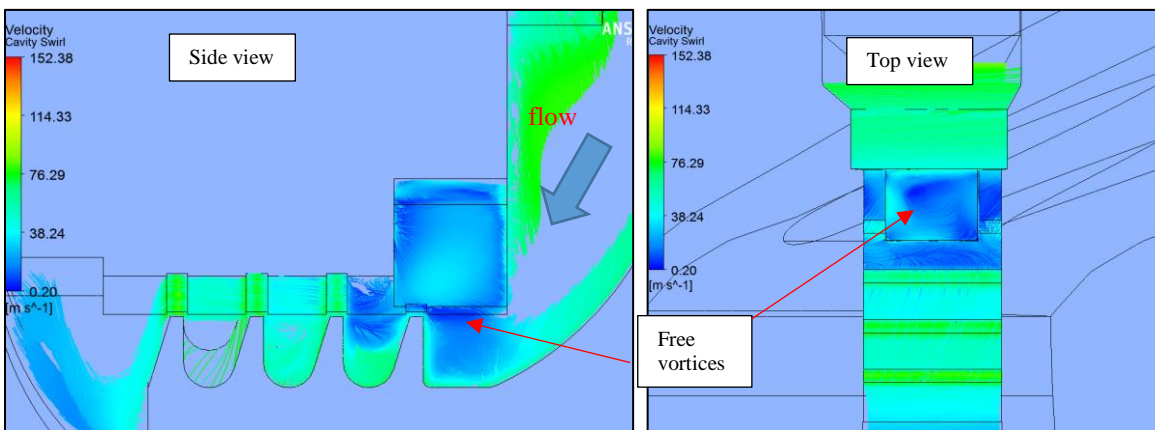 Velocity
Cavity Swirl
152.38
114.33
76.29
38.24
0.20
[m s^-1]
Side view
ANS
R
flow
Velocity
Cavity Swirl
152.38
114.33
76.29
38.24
0.20
[m s^-1]
Top view
Free
vortices